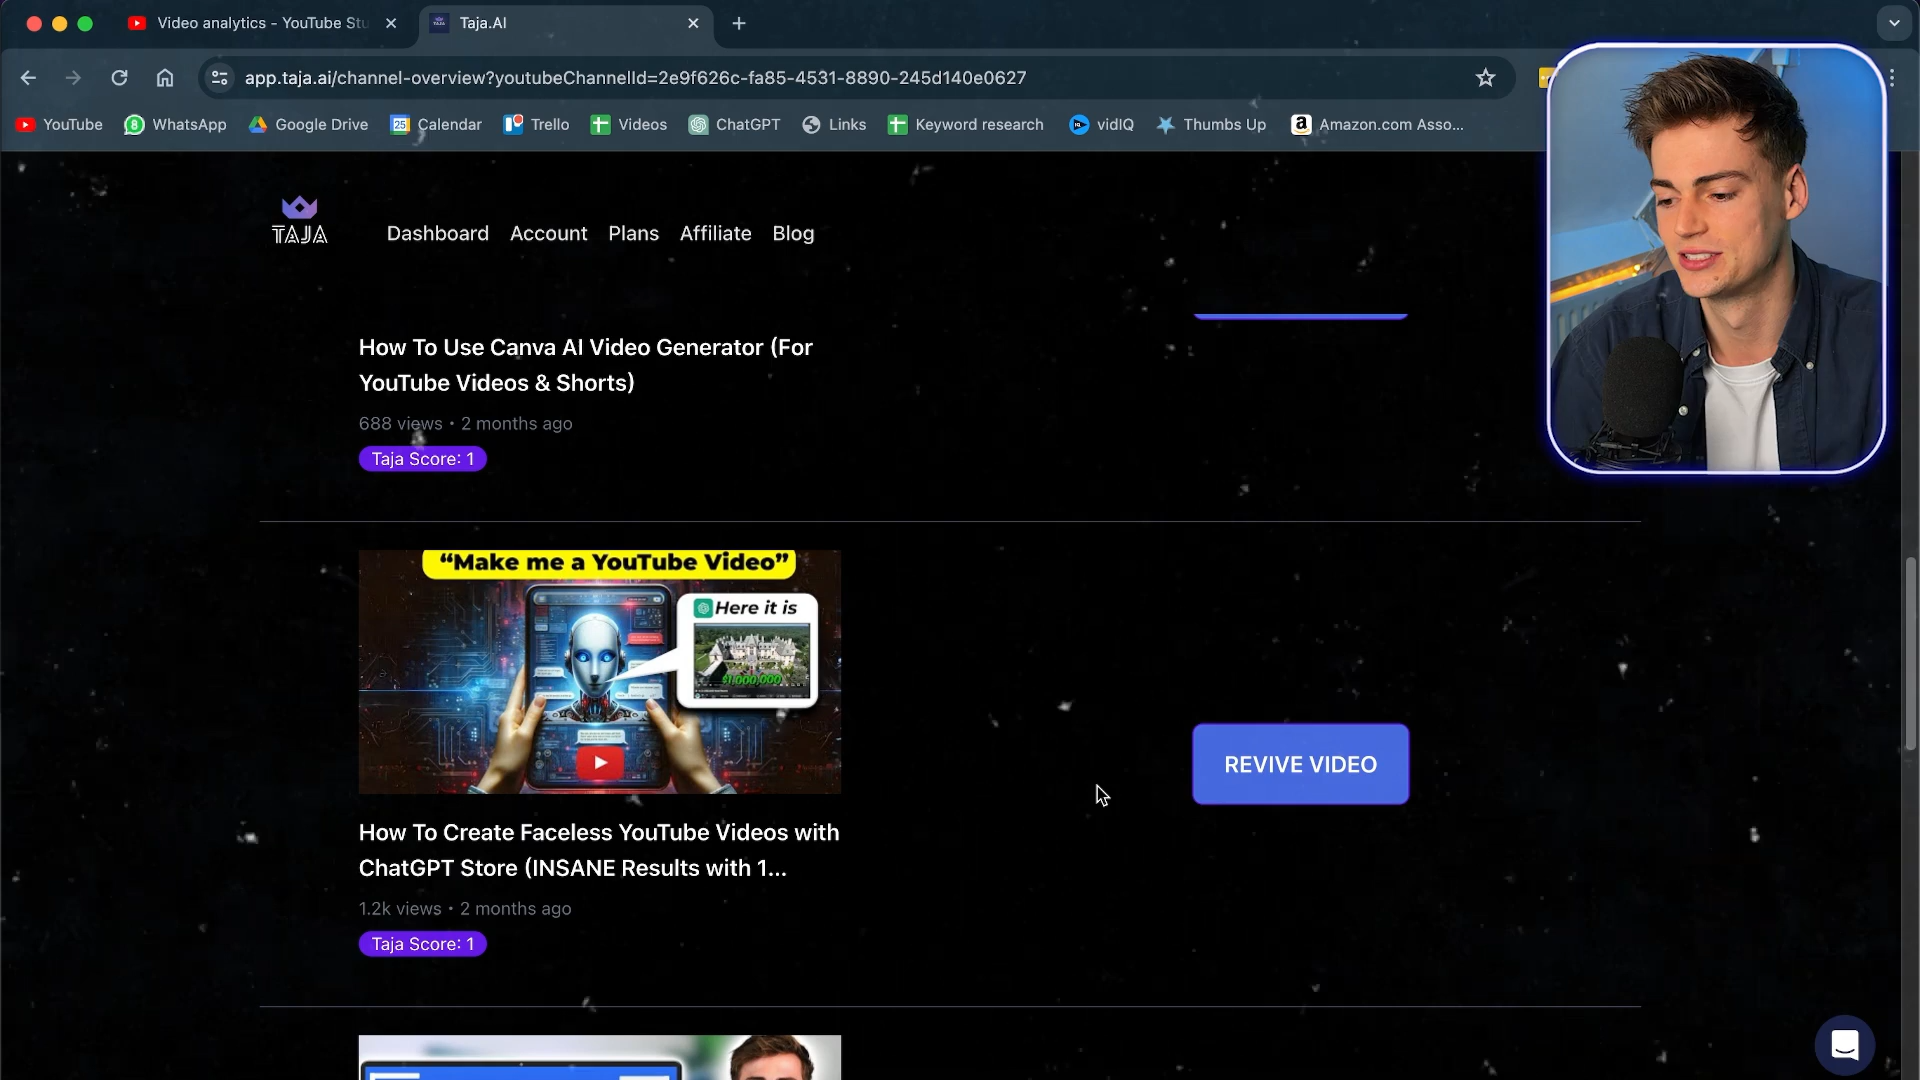 Video analytics - YouTube Stu
Taja.AI
app.taja.ai/channel-overview?youtubeChannelId=2e9f626c-fa85-4531-8890-245d140e0627
YouTube
WhatsApp
Google Drive
Calendar
Trello
Videos
ChatGPT
Links
Keyword research
vidIQ
Thumbs Up
Amazon.com Asso...
TAJA
Dashboard
Account
Plans
Affiliate
Blog
How To Use Canva AI Video Generator (For
YouTube Videos & Shorts)
688 views • 2 months ago
Taja Score: 1
“Make me a YouTube Video”
Here it is
$1,000,000
REVIVE VIDEO
How To Create Faceless YouTube Videos with
ChatGPT Store (INSANE Results with 1...
1.2k views • 2 months ago
Taja Score: 1